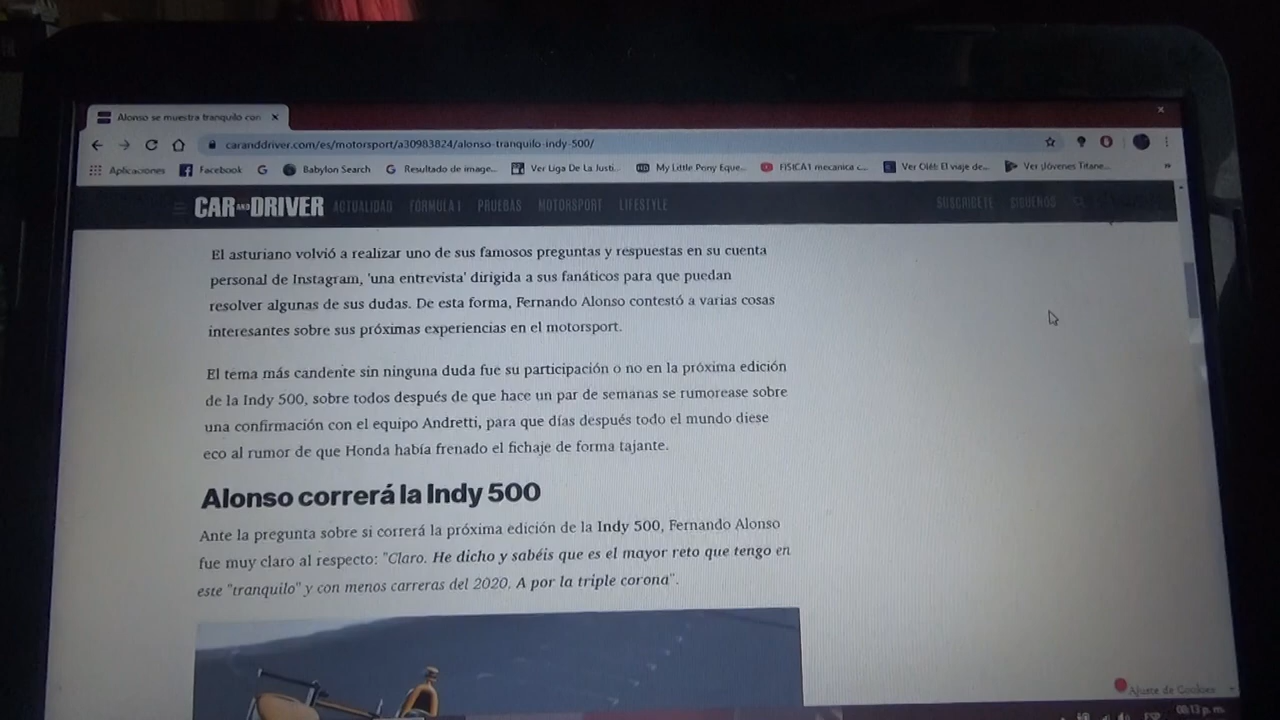 Alonso se muestra tranquilo con
caranddriver.com/es/motorsport/a30983824/alonso-tranquilo-indy-500/
Aplicaciones Facebook Babylon Search Resultado de image... Ver Liga De La Justi... My Little Pony Eque... FISICA1 mecanica c... Ver Ver Jóvenes Titane...
CAR AND DRIVER ACTUALIDAD FÓRMULA 1 PRUEBAS MOTORSPORT LIFESTYLE SUSCRÍBETE SÍGUENOS
El asturiano volvió a realizar uno de sus famosos preguntas y respuestas en su cuenta
personal de Instagram, 'una entrevista' dirigida a sus fanáticos para que puedan
resolver algunas de sus dudas. De esta forma, Fernando Alonso contestó a varias cosas
interesantes sobre sus próximas experiencias en el motorsport.
El tema más candente sin ninguna duda fue su participación o no en la próxima edición
de la Indy 500, sobre todos después de que hace un par de semanas se rumorease sobre
una confirmación con el equipo Andretti, para que días después todo el mundo diese
eco al rumor de que Honda había frenado el fichaje de forma tajante.
Alonso correrá la Indy 500
Ante la pregunta sobre si correrá la próxima edición de la Indy 500, Fernando Alonso
fue muy claro al respecto: "Claro. He dicho y sabéis que es el mayor reto que tengo en
este "tranquilo" y con menos carreras del 2020. A por la triple corona".
Ajuste de Cookies
08:13 p. m.